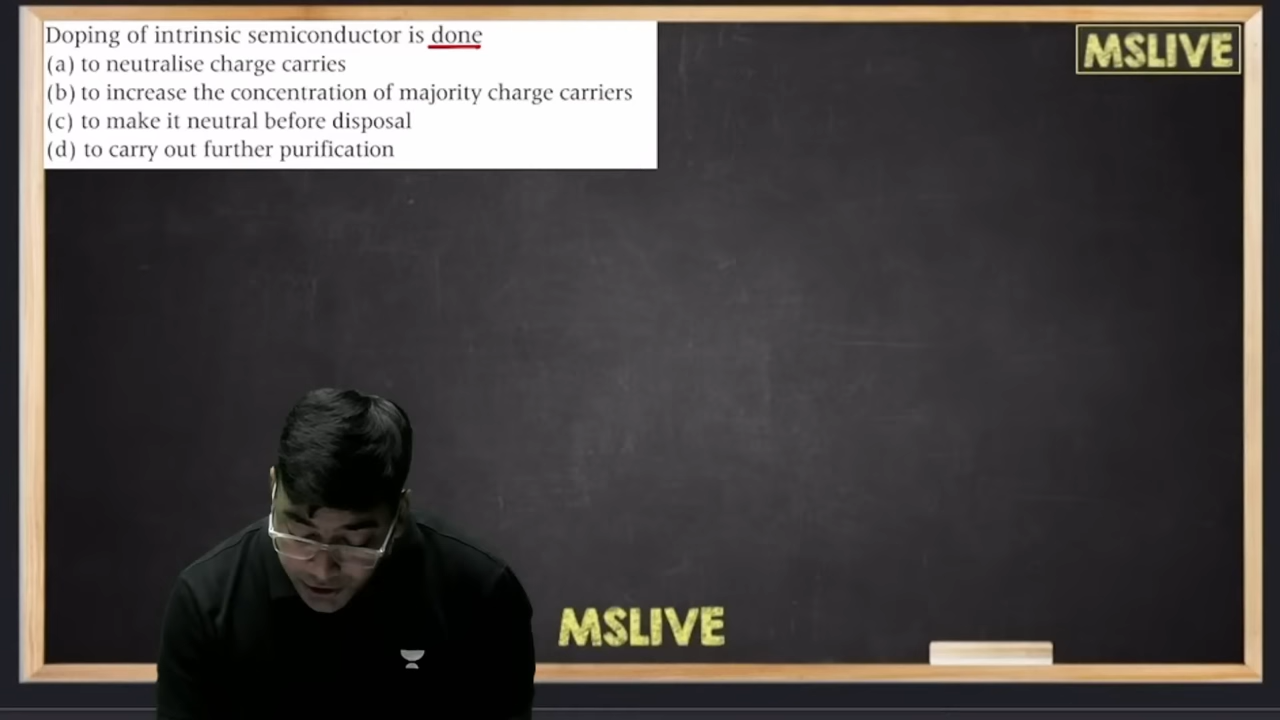 Doping of intrinsic semiconductor is done
(a) to neutralise charge carries
(b) to increase the concentration of majority charge carriers
(c) to make it neutral before disposal
(d) to carry out further purification
MSLIVE
MSLIVE